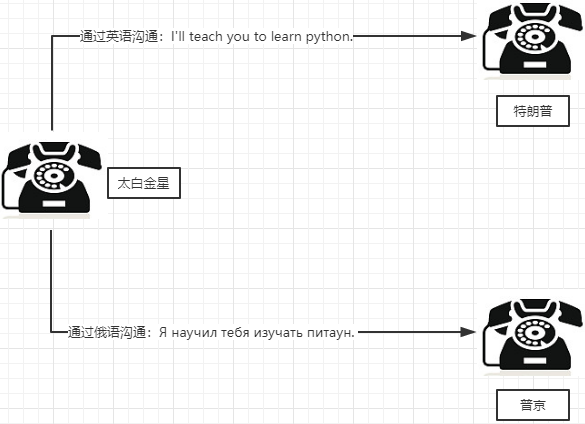 通过英语沟通：I'll teach you to learn python.
特朗普
太白金星
通过俄语沟通：Я научил тебя изучать питаун.
普京